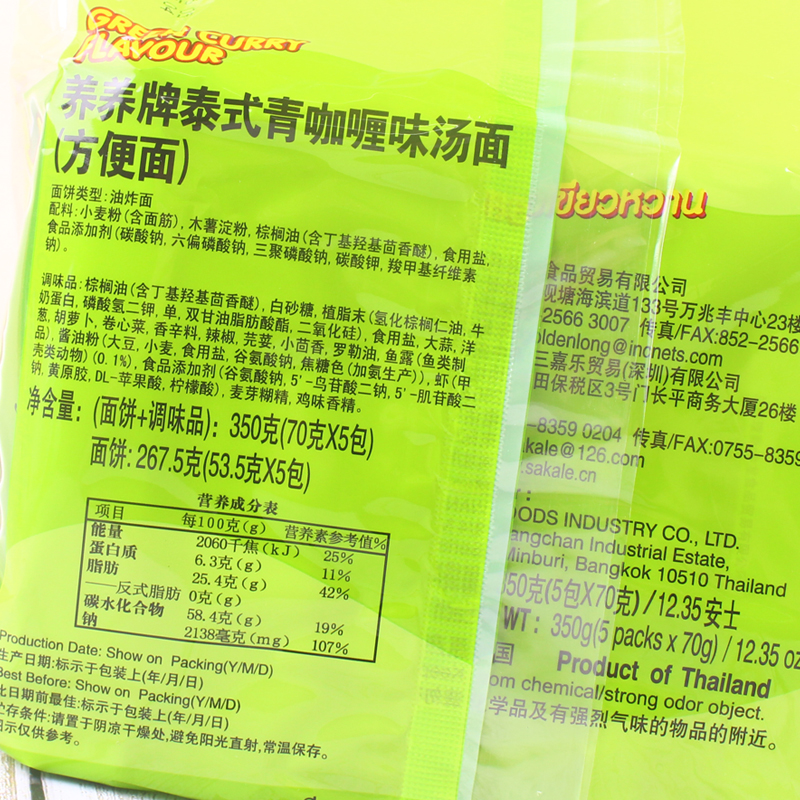 GREEN CURRY
FLAVOUR
养养牌泰式青咖喱味汤面
(方便面)
面饼类型:油炸面
配料:小麦粉(含面筋),木薯淀粉,棕榈油(含丁基羟基茴香醚),食用盐,
食品添加剂(碳酸钠,六偏磷酸钠,三聚磷酸钠,碳酸钾,羧甲基纤维素
钠)。
调味品:棕榈油(含丁基羟基茴香醚),白砂糖,植脂末(氢化棕榈仁油,牛
奶蛋白,磷酸氢二钾,单,双甘油脂肪酸酯,二氧化硅),食用盐,大蒜,洋
葱,胡萝卜,卷心菜,香辛料,辣椒,芫荽,小茴香,罗勒油,鱼露(鱼类制
品),酱油粉(大豆,小麦,食用盐,谷氨酸钠,焦糖色(加氨生产)),虾(甲
壳类动物)(0.1%),食品添加剂(谷氨酸钠,5'-鸟苷酸二钠,5'-肌苷酸二
钠,黄原胶,DL-苹果酸,柠檬酸),麦芽糊精,鸡味香精。
净含量:(面饼+调味品):350克(70克X5包)
面饼:267.5克(53.5克X5包)
营养成分表
项目 每100克(g) 营养素参考值%
能量 2060千焦(kJ) 25%
蛋白质 6.3克(g) 11%
脂肪 25.4克(g) 42%
——反式脂肪 0克(g)
碳水化合物 58.4克(g) 19%
钠 2138毫克(mg) 107%
Production Date: Show on Packing(Y/M/D)
生产日期:标示于包装上(年/月/日)
Best Before: Show on Packing(Y/M/D)
此日期前最佳:标示于包装上(年/月/日)
贮存条件:请置于阴凉干燥处,避免阳光直射,常温保存。
图示仅供参考。
เขียวหวาน
食品贸易有限公司
观塘海滨道133号万兆丰中心23楼
2566 3007 传真/FAX:852-2566
oldenlong@indnets.com
三嘉乐贸易(深圳)有限公司
田保税区3号门长平商务大厦26楼
-8359 0204 传真/FAX:0755-8359
akale@126.com
.sakale.cn
r :
OODS INDUSTRY CO., LTD.
angchan Industrial Estate,
Minburi, Bangkok 10510 Thailand
350克(5包X70克)/12.35安士
WT: 350g(5 packs x 70g) / 12.35 oz
国 Product of Thailand
om chemical/strong odor object.
学品及有强烈气味的物品的附近。